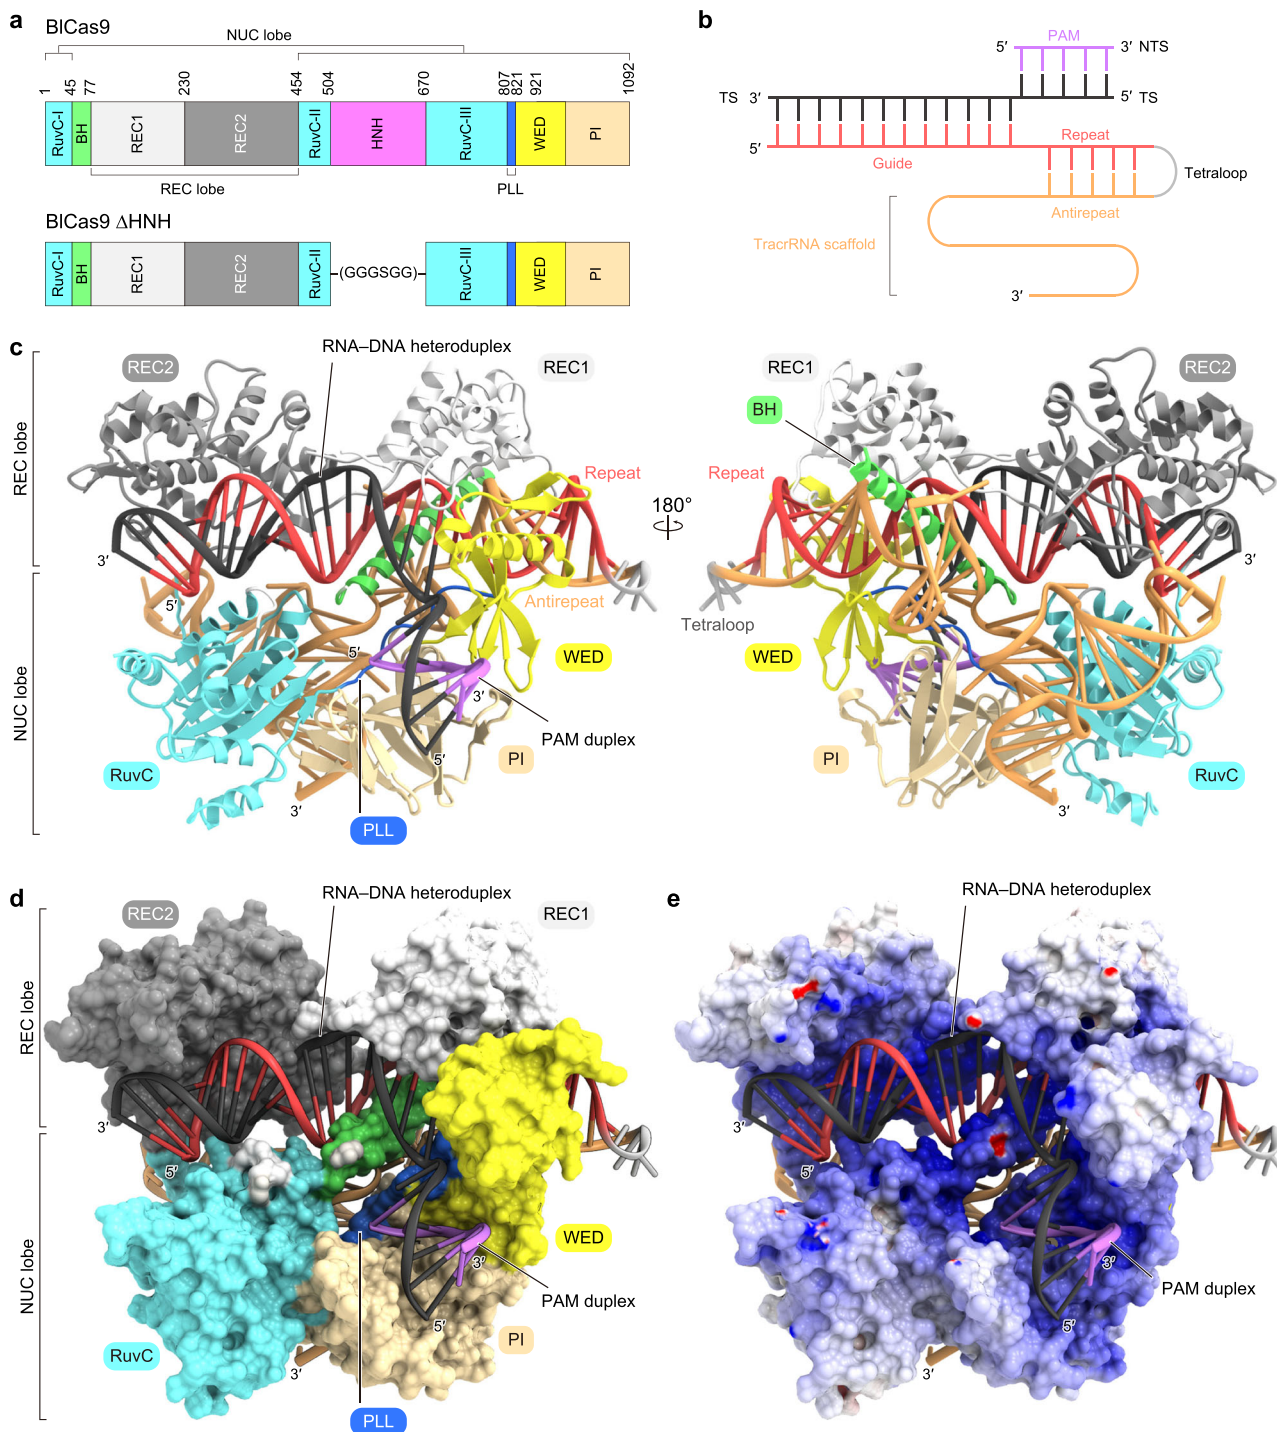 a
BlCas9
NUC lobe
1
45
77
230
454
504
670
807
821
921
1092
RuvC-I
BH
REC1
REC2
RuvC-II
HNH
RuvC-III
WED
PI
REC lobe
PLL
BlCas9 ΔHNH
RuvC-I
BH
REC1
REC2
RuvC-II
(GGGSGG)
RuvC-III
WED
PI
b
PAM
5′ 3′ NTS
TS 3′ 5′ TS
Repeat
5′
Guide
Tetraloop
Antirepeat
TracrRNA scaffold
3′
c
RNA–DNA heteroduplex
REC2
REC1
REC lobe
Repeat
3′
5′
Antirepeat
5′
WED
3′
NUC lobe
PAM duplex
5′
PI
RuvC
3′
PLL
180°
REC1
REC2
BH
Repeat
3′
Tetraloop
WED
PI
RuvC
3′
d
RNA–DNA heteroduplex
REC2
REC1
REC lobe
3′
5′
NUC lobe
WED
3′
PAM duplex
5′
PI
RuvC
3′
PLL
e
RNA–DNA heteroduplex
3′
5′
3′
PAM duplex
5′
3′